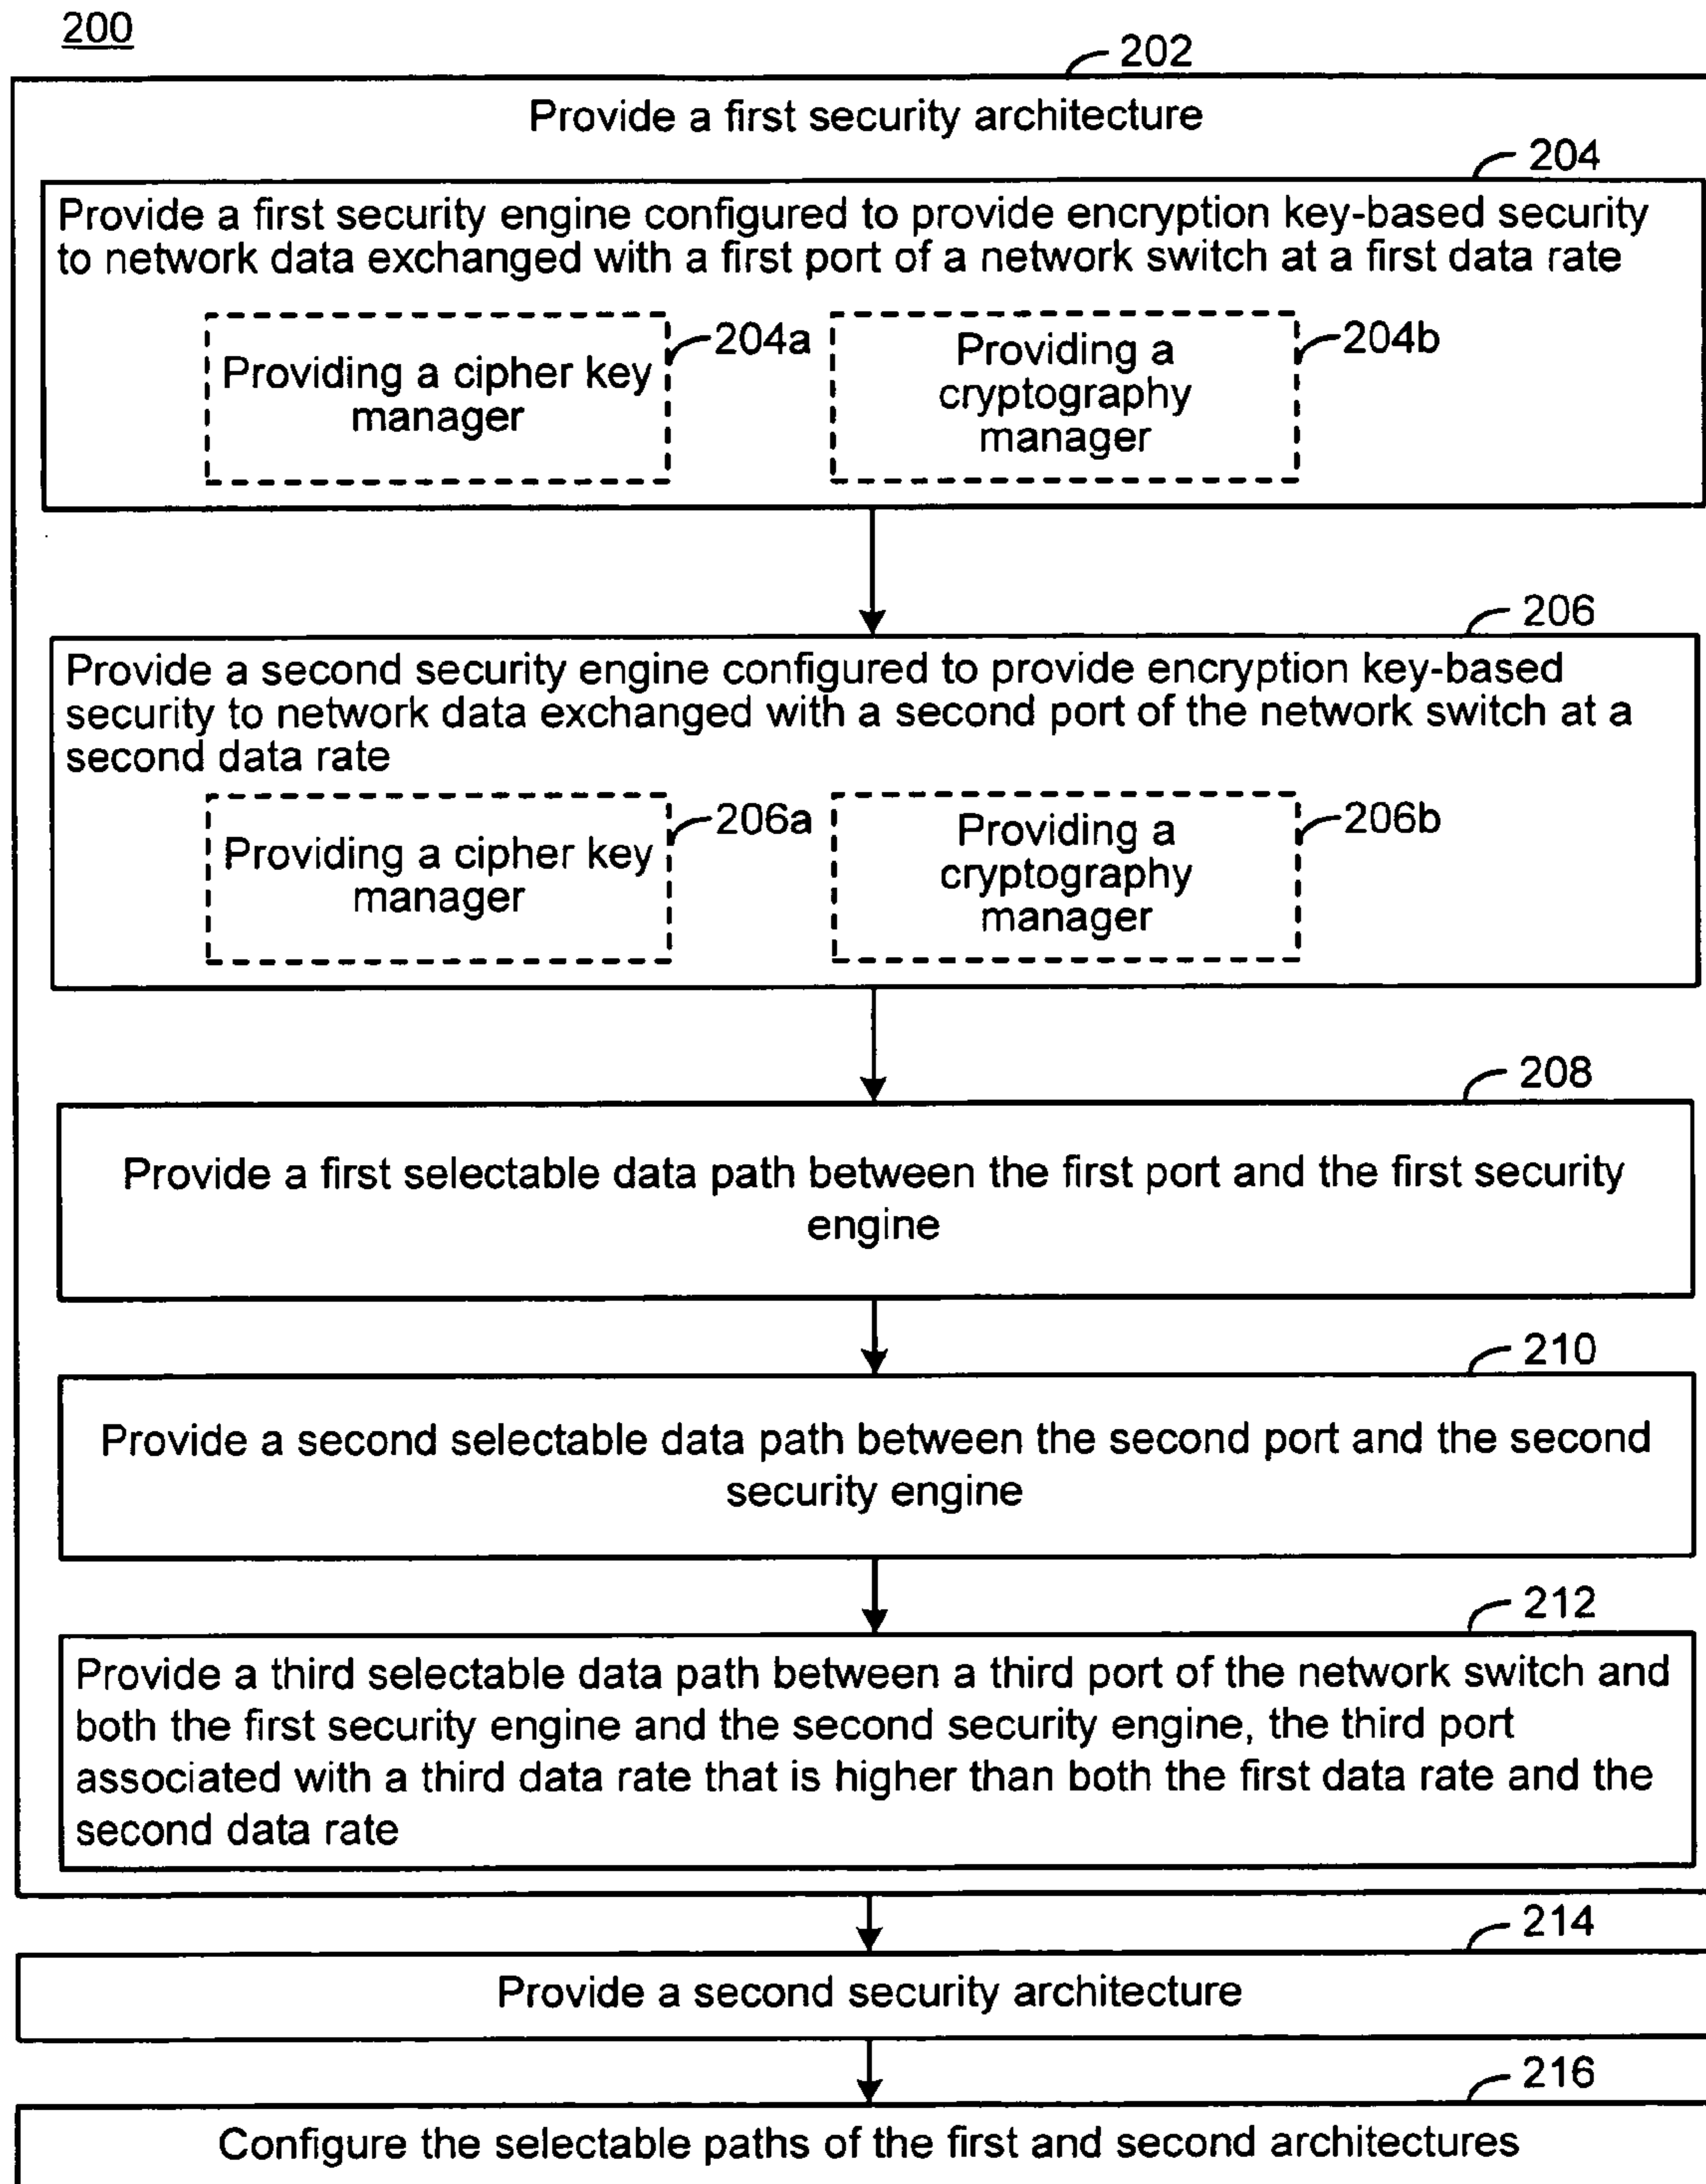 200
202
Provide a first security architecture
204
Provide a first security engine configured to provide encryption key-based security
to network data exchanged with a first port of a network switch at a first data rate
204a
204b
Providing a cipher key
manager
Providing a
cryptography
manager
206
Provide a second security engine configured to provide encryption key-based
security to network data exchanged with a second port of the network switch at a
second data rate
206a
206b
Providing a cipher key
manager
Providing a
cryptography
manager
208
Provide a first selectable data path between the first port and the first security
engine
210
Provide a second selectable data path between the second port and the second
security engine
212
Provide a third selectable data path between a third port of the network switch and
both the first security engine and the second security engine, the third port
associated with a third data rate that is higher than both the first data rate and the
second data rate
214
Provide a second security architecture
216
Configure the selectable paths of the first and second architectures